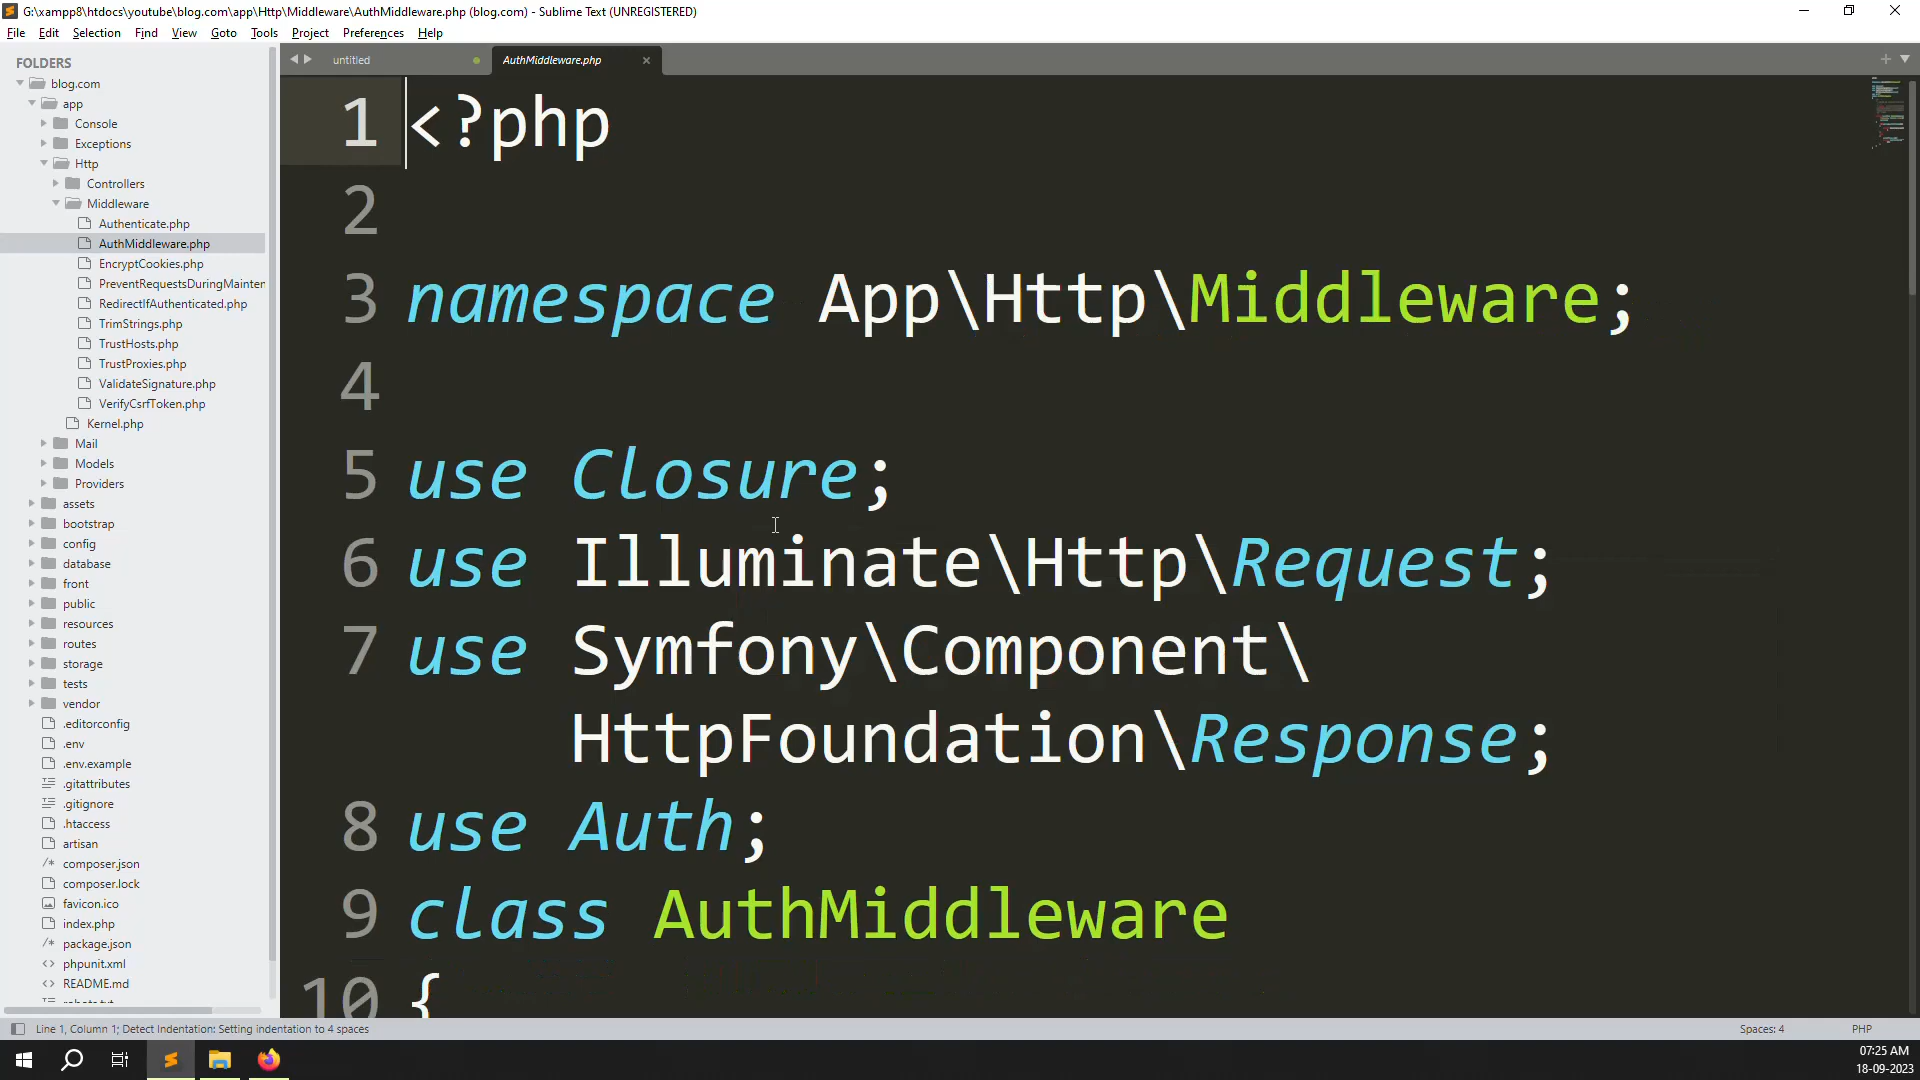 G:\xampp8\htdocs\youtube\blog.com\app\Http\Middleware\AuthMiddleware.php (blog.com) - Sublime Text (UNREGISTERED)
File Edit Selection Find View Goto Tools Project Preferences Help
FOLDERS
blog.com
app
Console
Exceptions
Http
Controllers
Middleware
Authenticate.php
AuthMiddleware.php
EncryptCookies.php
PreventRequestsDuringMainten
RedirectIfAuthenticated.php
TrimStrings.php
TrustHosts.php
TrustProxies.php
ValidateSignature.php
VerifyCsrfToken.php
Kernel.php
Mail
Models
Providers
assets
bootstrap
config
database
front
public
resources
routes
storage
tests
vendor
.editorconfig
.env
.env.example
.gitattributes
.gitignore
.htaccess
artisan
composer.json
composer.lock
favicon.ico
index.php
package.json
phpunit.xml
README.md
untitled
AuthMiddleware.php
1 <?php
2
3 namespace App\Http\Middleware;
4
5 use Closure;
6 use Illuminate\Http\Request;
7 use Symfony\Component\
HttpFoundation\Response;
8 use Auth;
9 class AuthMiddleware
10 {
Line 1, Column 1; Detect Indentation: Setting indentation to 4 spaces
Spaces: 4
PHP
07:25 AM
18-09-2023